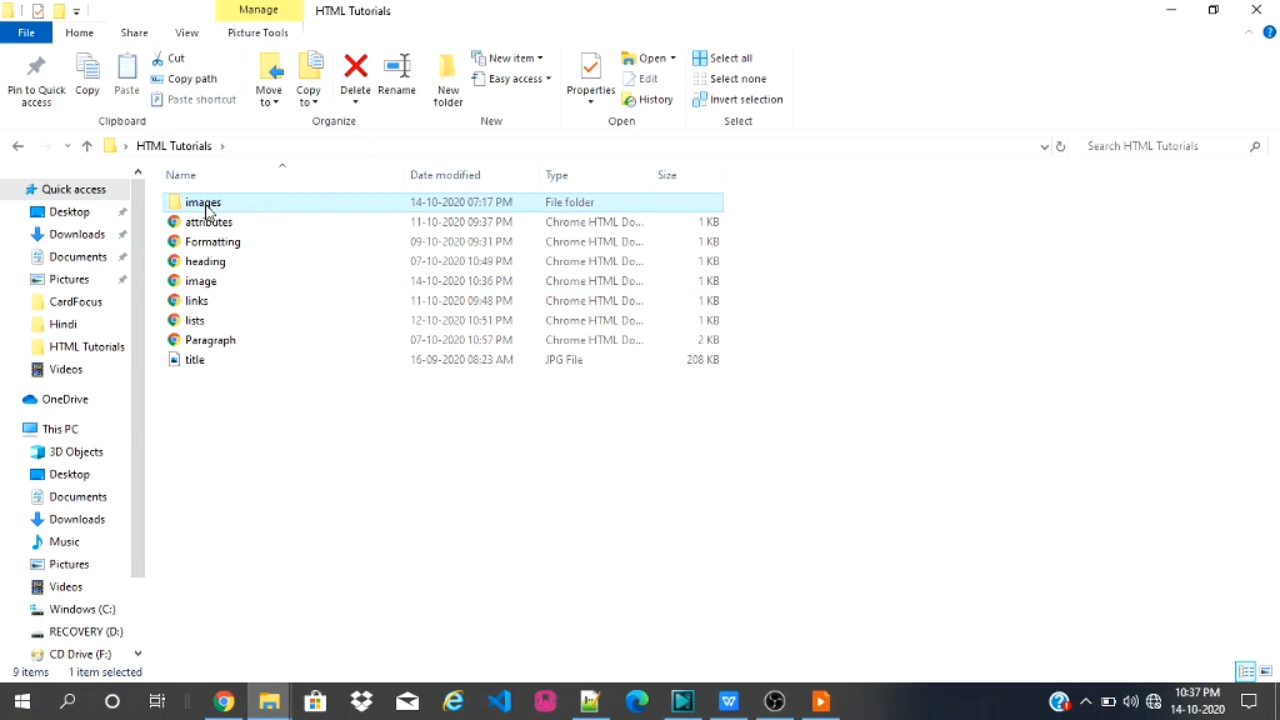 Manage
HTML Tutorials
File
Home
Share
View
Picture Tools
Pin to Quick access
Copy
Paste
Cut
Copy path
Paste shortcut
Clipboard
Move to
Copy to
Delete
Rename
Organize
New folder
New item
Easy access
New
Properties
Open
Edit
History
Open
Select all
Select none
Invert selection
Select
HTML Tutorials
Search HTML Tutorials
Name Date modified Type Size
images 14-10-2020 07:17 PM File folder
attributes 11-10-2020 09:37 PM Chrome HTML Do... 1 KB
Formatting 09-10-2020 09:31 PM Chrome HTML Do... 1 KB
heading 07-10-2020 10:49 PM Chrome HTML Do... 1 KB
image 14-10-2020 10:36 PM Chrome HTML Do... 1 KB
links 11-10-2020 09:48 PM Chrome HTML Do... 1 KB
lists 12-10-2020 10:51 PM Chrome HTML Do... 1 KB
Paragraph 07-10-2020 10:57 PM Chrome HTML Do... 2 KB
title 16-09-2020 08:23 AM JPG File 208 KB
Quick access
Desktop
Downloads
Documents
Pictures
CardFocus
Hindi
HTML Tutorials
Videos
OneDrive
This PC
3D Objects
Desktop
Documents
Downloads
Music
Pictures
Videos
Windows (C:)
RECOVERY (D:)
CD Drive (F:)
9 items 1 item selected
10:37 PM
14-10-2020